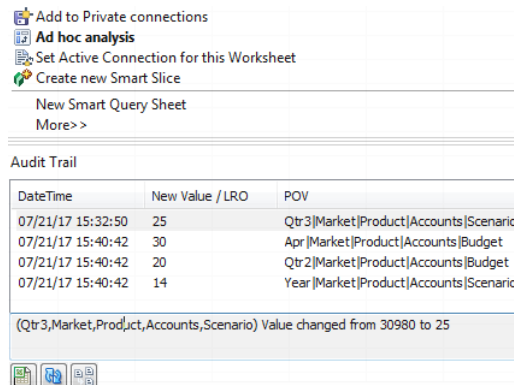 Add to Private connections
Ad hoc analysis
Set Active Connection for this Worksheet
Create new Smart Slice
New Smart Query Sheet
More>>
Audit Trail
DateTime New Value / LRO POV
07/21/17 15:32:50 25 Qtr3|Market|Product|Accounts|Scenario
07/21/17 15:40:42 30 Apr|Market|Product|Accounts|Budget
07/21/17 15:40:42 20 Qtr2|Market|Product|Accounts|Budget
07/21/17 15:40:42 14 Year|Market|Product|Accounts|Scenario
(Qtr3,Market,Product,Accounts,Scenario) Value changed from 30980 to 25